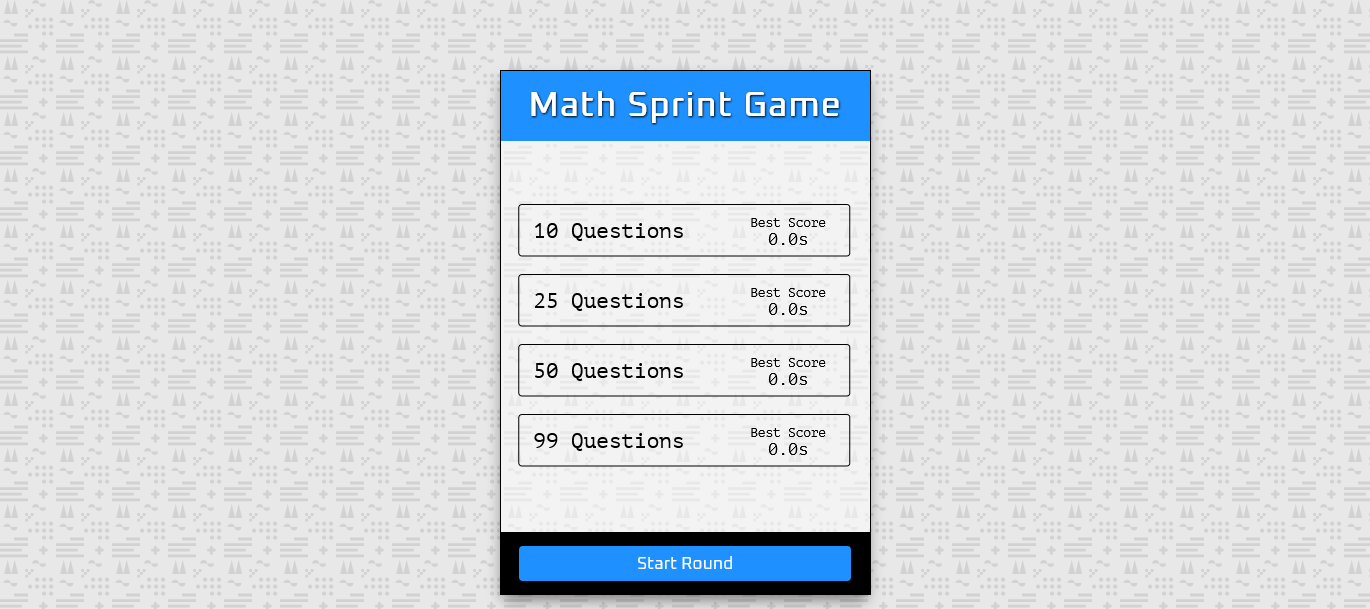 Math Sprint Game
10 Questions
Best Score
0.0s
25 Questions
Best Score
0.0s
50 Questions
Best Score
0.0s
99 Questions
Best Score
0.0s
Start Round